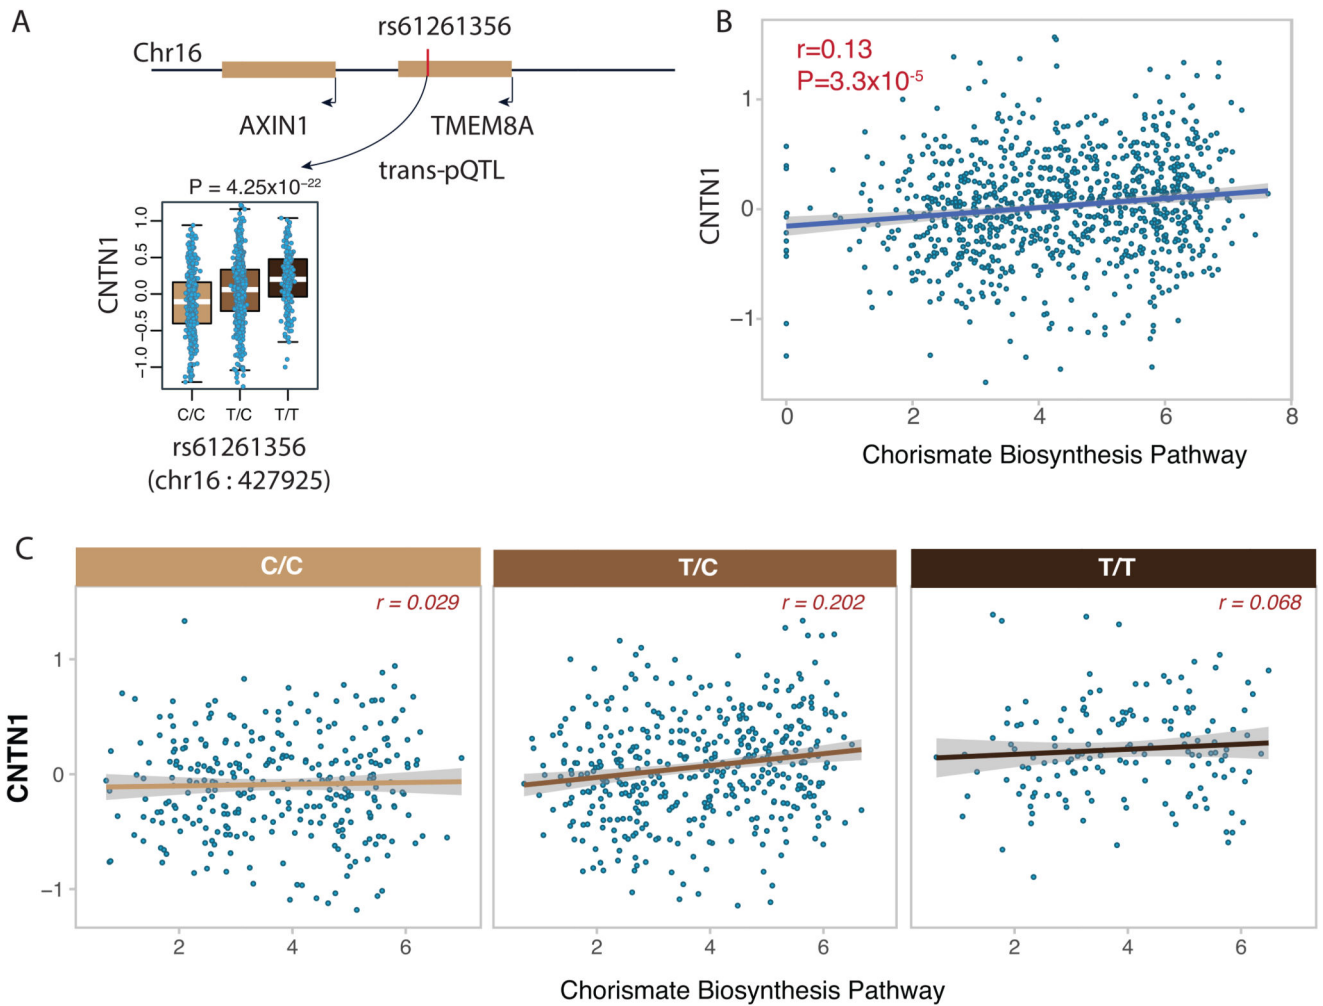 A
rs61261356
Chr16
AXIN1
TMEM8A
trans-pQTL
P = 4.25x10⁻²²
CNTN1
1.0
0.5
0.0
−0.5
−1.0
C/C T/C T/T
rs61261356
(chr16 : 427925)
B
r=0.13
P=3.3x10⁻⁵
CNTN1
1
0
−1
0 2 4 6 8
Chorismate Biosynthesis Pathway
C
C/C T/C T/T
r = 0.029 r = 0.202 r = 0.068
CNTN1
1
0
−1
2 4 6 2 4 6 2 4 6
Chorismate Biosynthesis Pathway